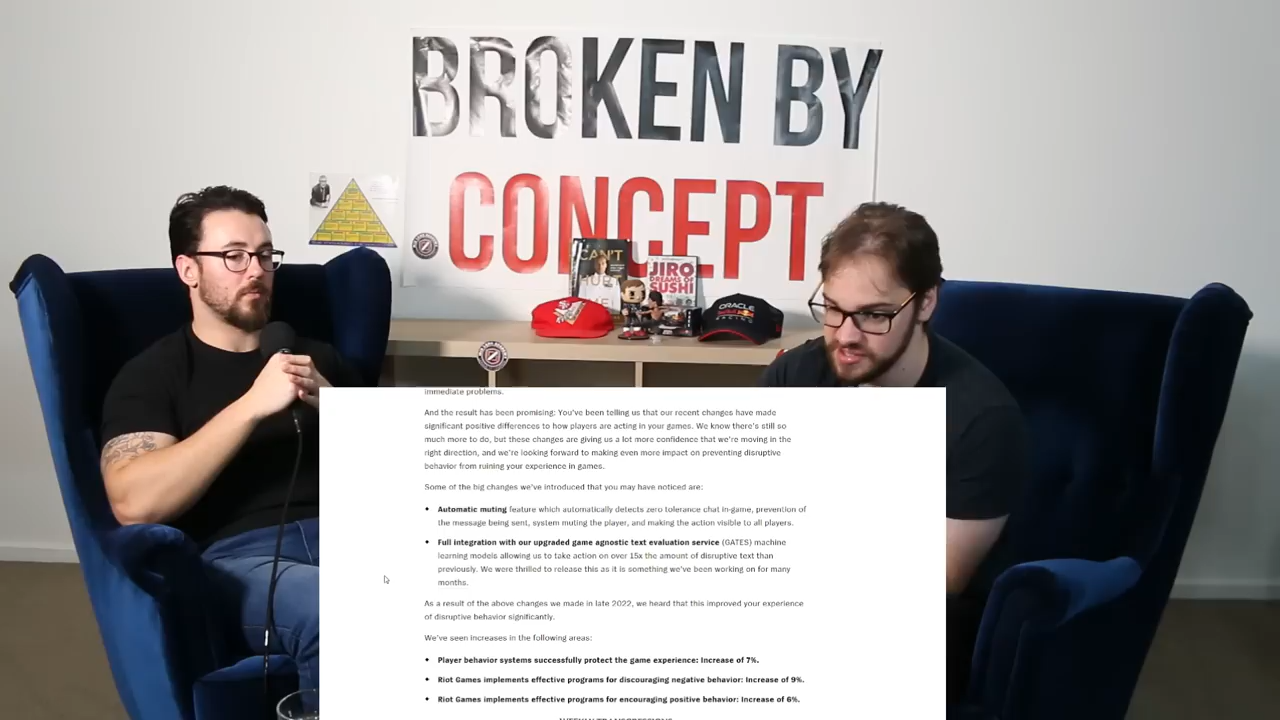 BROKEN BY
CONCEPT
CAN'T
HURT
ME
JIRO
DREAMS OF
SUSHI
ORACLE
Red Bull
RACING
immediate problems.
And the result has been promising: You've been telling us that our recent changes have made
significant positive differences to how players are acting in your games. We know there's still so
much more to do, but these changes are giving us a lot more confidence that we're moving in the
right direction, and we're looking forward to making even more impact on preventing disruptive
behavior from ruining your experience in games.
Some of the big changes we've introduced that you may have noticed are:
• Automatic muting feature which automatically detects zero tolerance chat in-game, prevention of
the message being sent, system muting the player, and making the action visible to all players.
• Full integration with our upgraded game agnostic text evaluation service (GATES) machine
learning models allowing us to take action on over 15x the amount of disruptive text than
previously. We were thrilled to release this as it is something we've been working on for many
months.
As a result of the above changes we made in late 2022, we heard that this improved your experience
of disruptive behavior significantly.
We've seen increases in the following areas:
• Player behavior systems successfully protect the game experience: Increase of 7%.
• Riot Games implements effective programs for discouraging negative behavior: Increase of 9%.
• Riot Games implements effective programs for encouraging positive behavior: Increase of 6%.